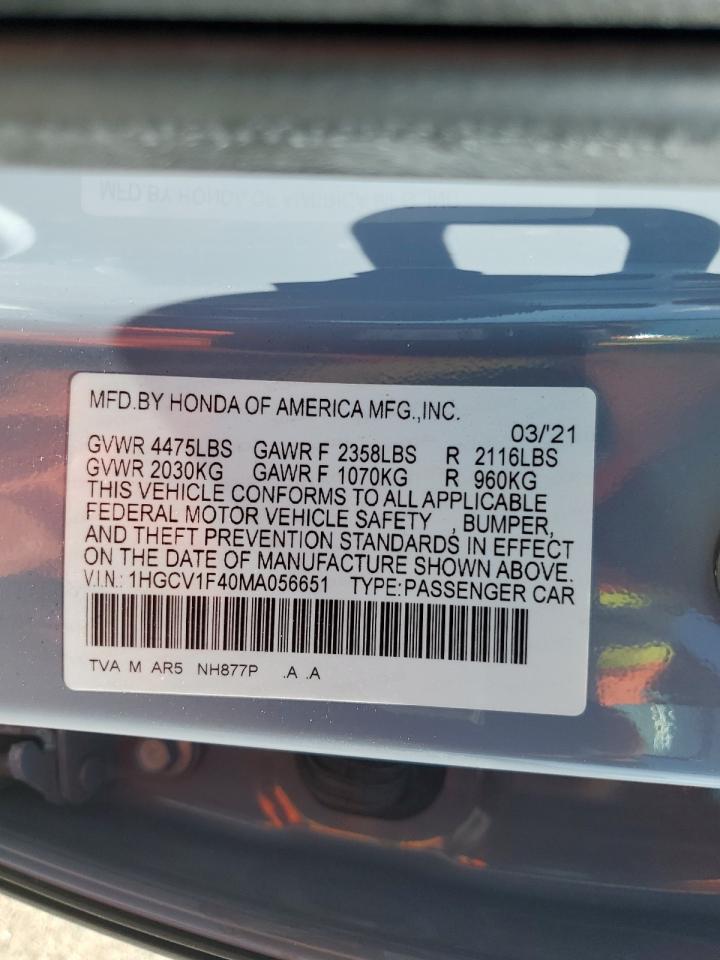 MFD.BY HONDA OF AMERICA MFG.,INC.
03/'21
GVWR 4475LBS GAWR F 2358LBS R 2116LBS
GVWR 2030KG GAWR F 1070KG R 960KG
THIS VEHICLE CONFORMS TO ALL APPLICABLE
FEDERAL MOTOR VEHICLE SAFETY , BUMPER,
AND THEFT PREVENTION STANDARDS IN EFFECT
ON THE DATE OF MANUFACTURE SHOWN ABOVE.
V.I.N.: 1HGCV1F40MA056651 TYPE:PASSENGER CAR
TVA M AR5 NH877P .A .A